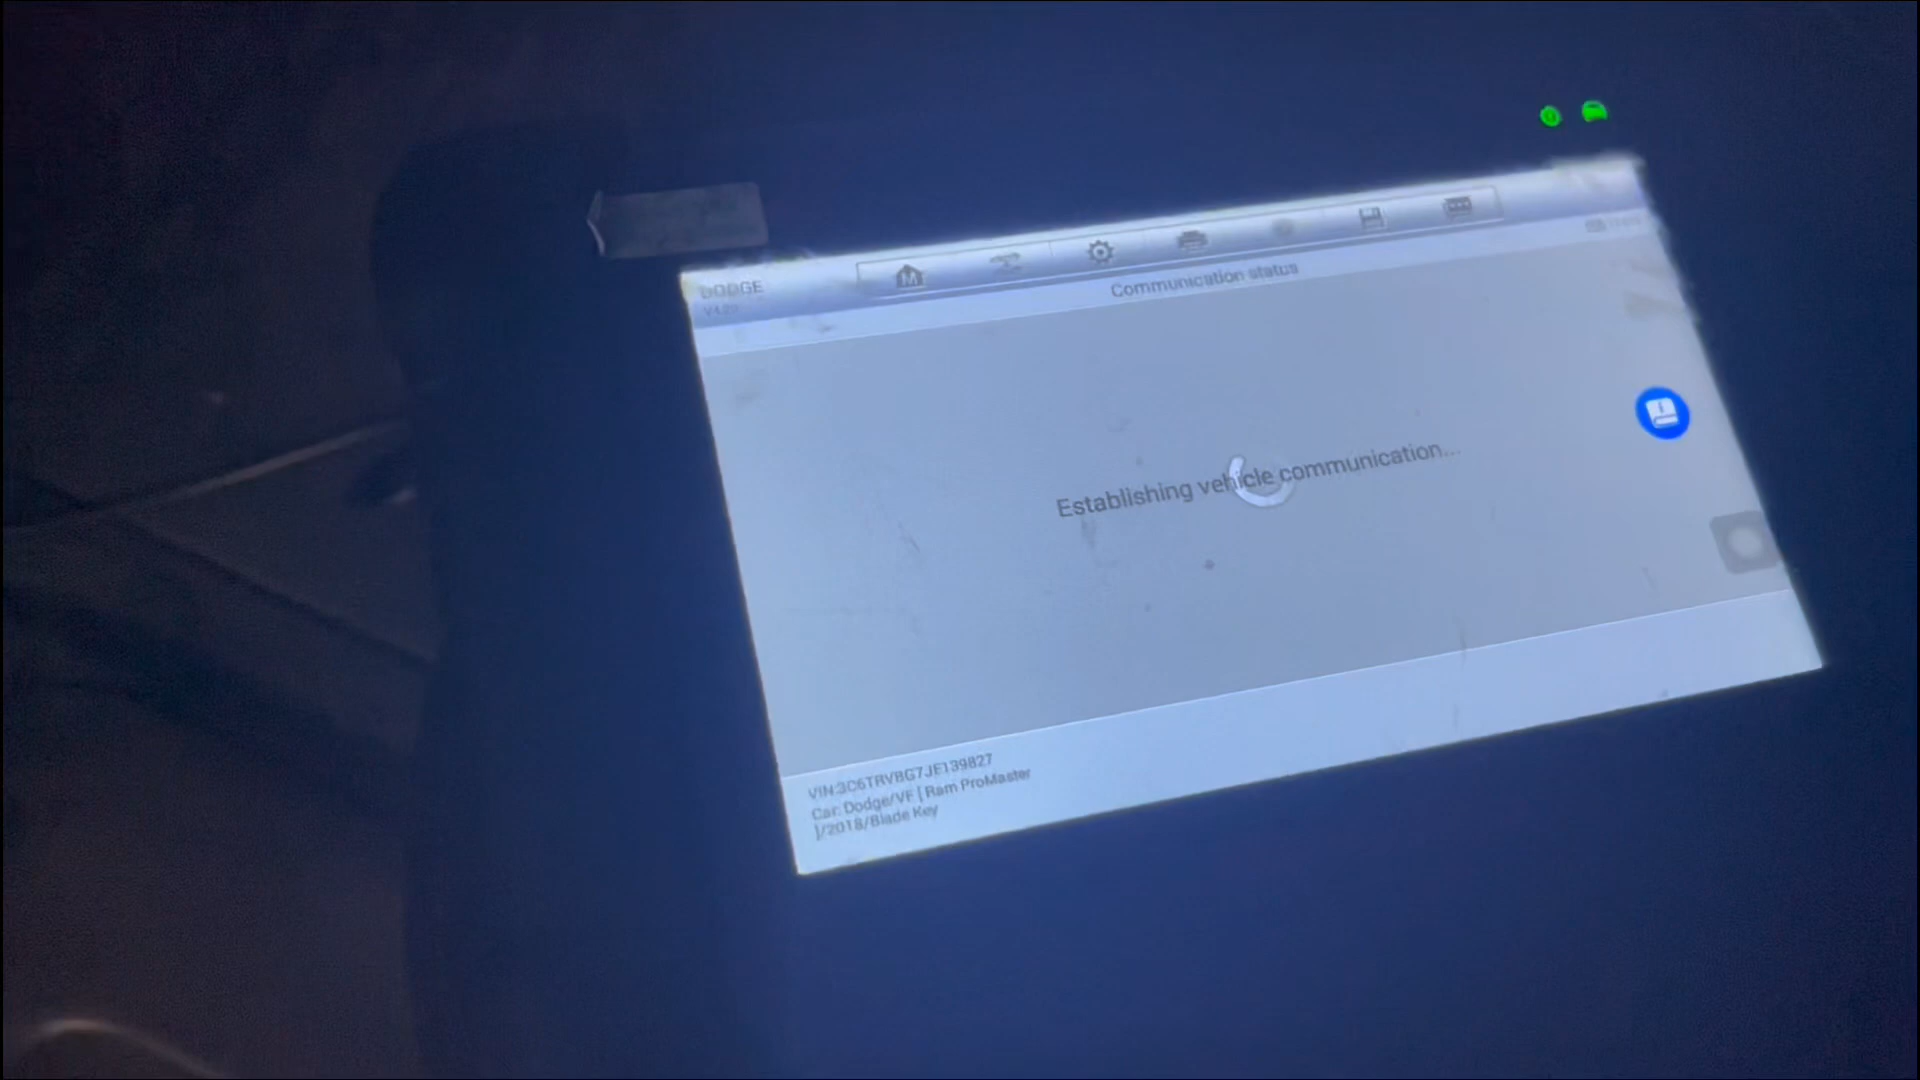 DODGE
Communication status
Establishing vehicle communication...
VIN:3C6TRVBG7JE139827
Car: Dodge/VF [ Ram ProMaster
]/2018/Blade Key